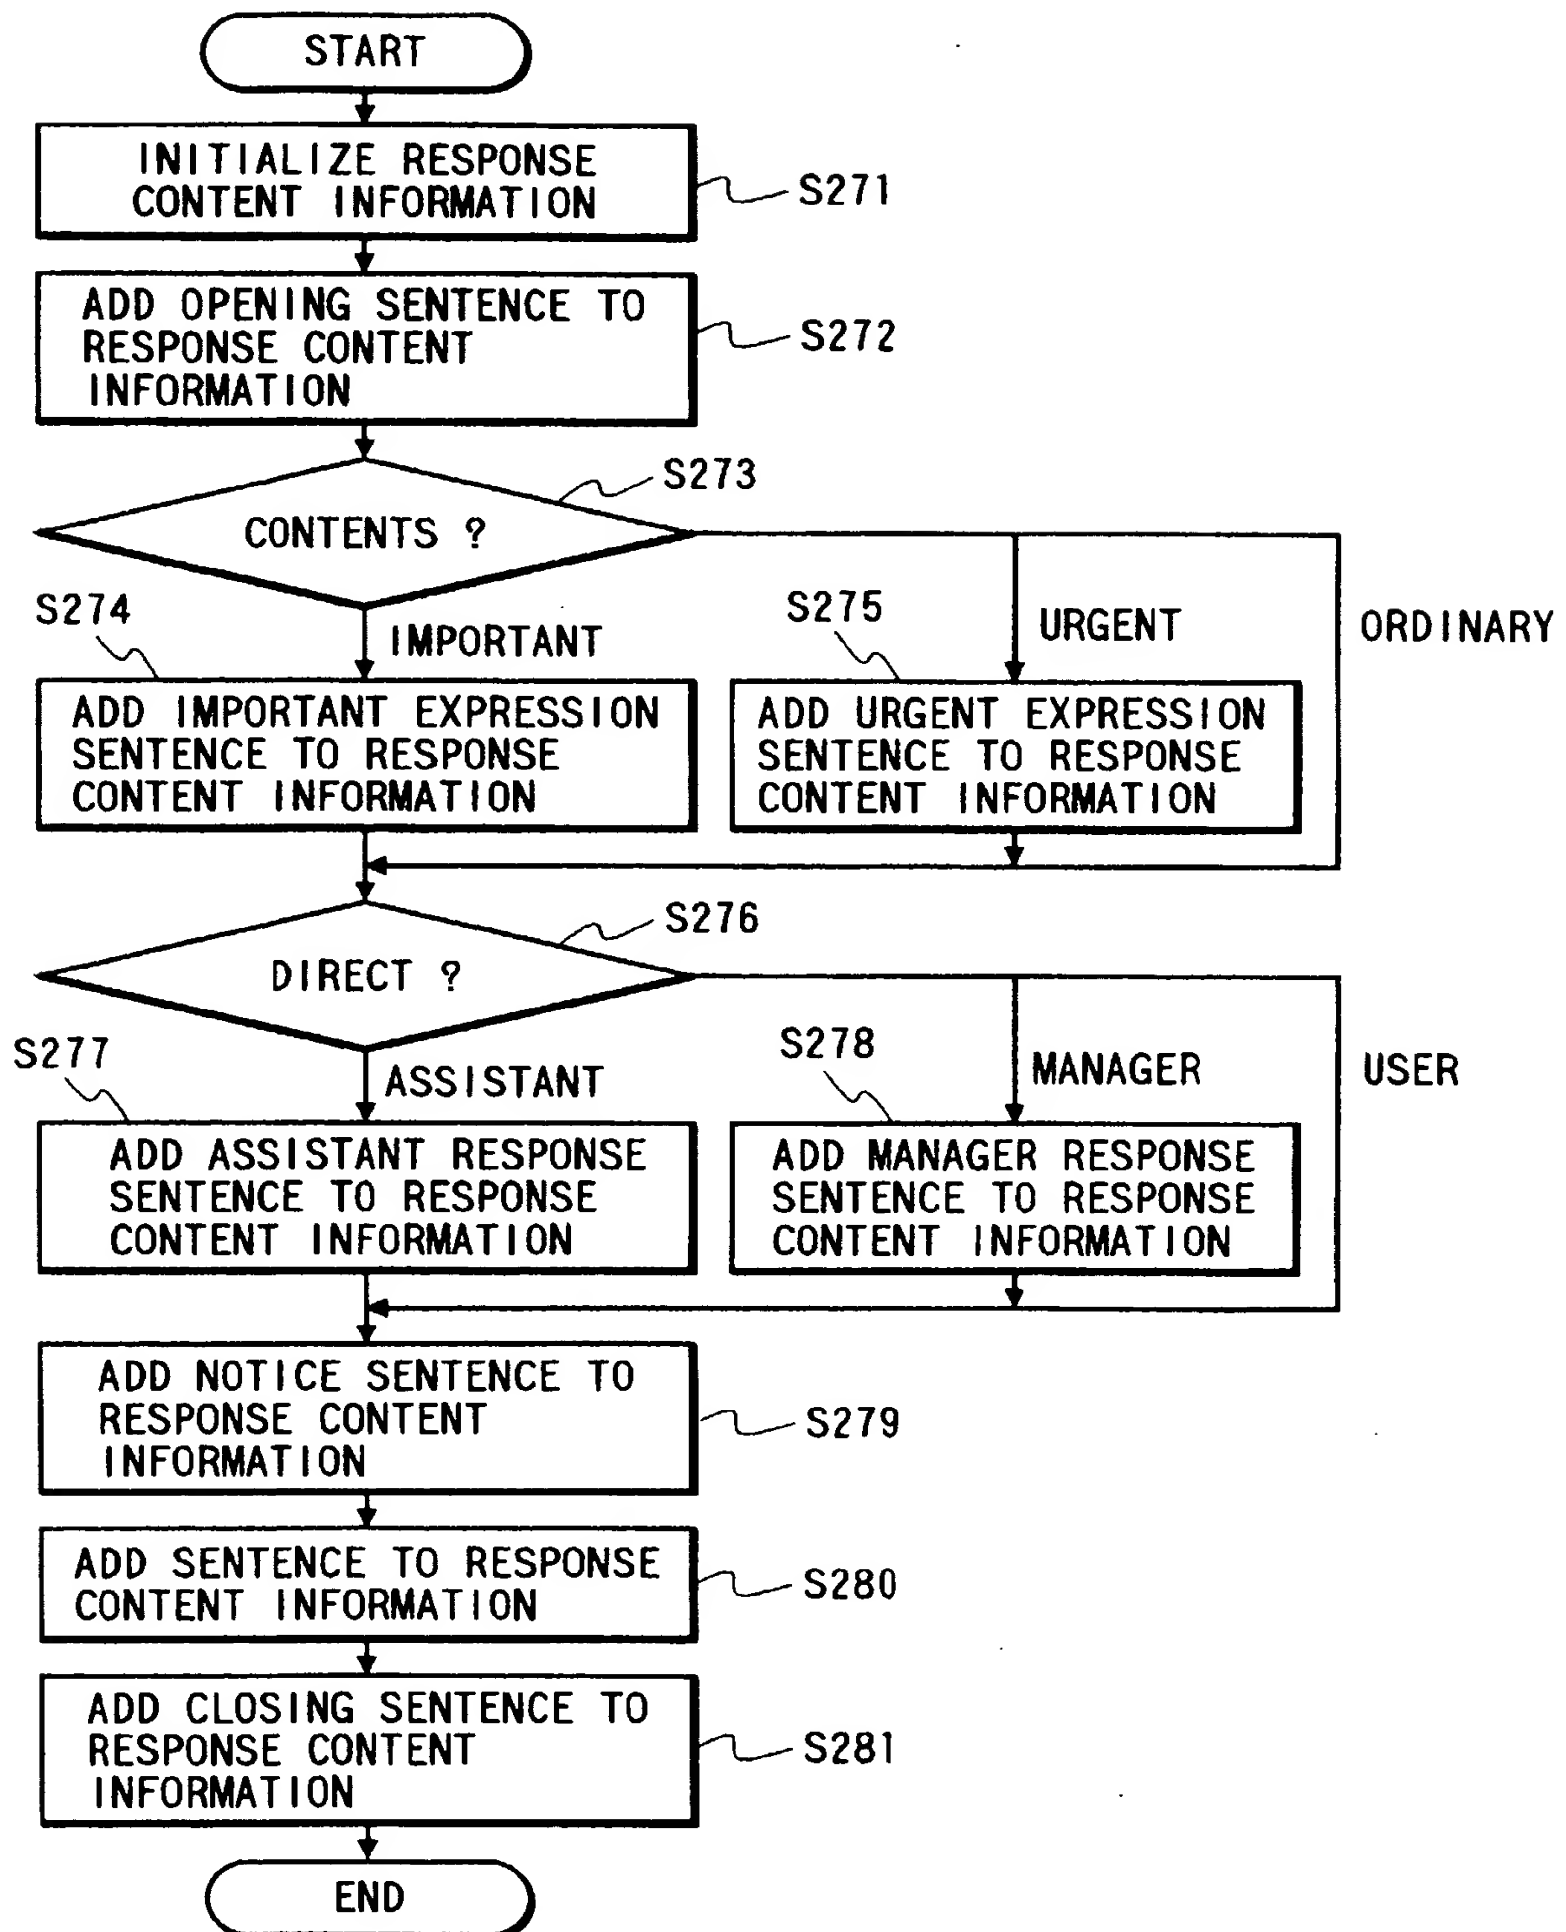 START
INITIALIZE RESPONSE
CONTENT INFORMATION
S271
ADD OPENING SENTENCE TO
RESPONSE CONTENT
INFORMATION
S272
S273
CONTENTS ?
S274
IMPORTANT
S275
URGENT
ORDINARY
ADD IMPORTANT EXPRESSION
SENTENCE TO RESPONSE
CONTENT INFORMATION
ADD URGENT EXPRESSION
SENTENCE TO RESPONSE
CONTENT INFORMATION
S276
DIRECT ?
S277
ASSISTANT
S278
MANAGER
USER
ADD ASSISTANT RESPONSE
SENTENCE TO RESPONSE
CONTENT INFORMATION
ADD MANAGER RESPONSE
SENTENCE TO RESPONSE
CONTENT INFORMATION
ADD NOTICE SENTENCE TO
RESPONSE CONTENT
INFORMATION
S279
ADD SENTENCE TO RESPONSE
CONTENT INFORMATION
S280
ADD CLOSING SENTENCE TO
RESPONSE CONTENT
INFORMATION
S281
END